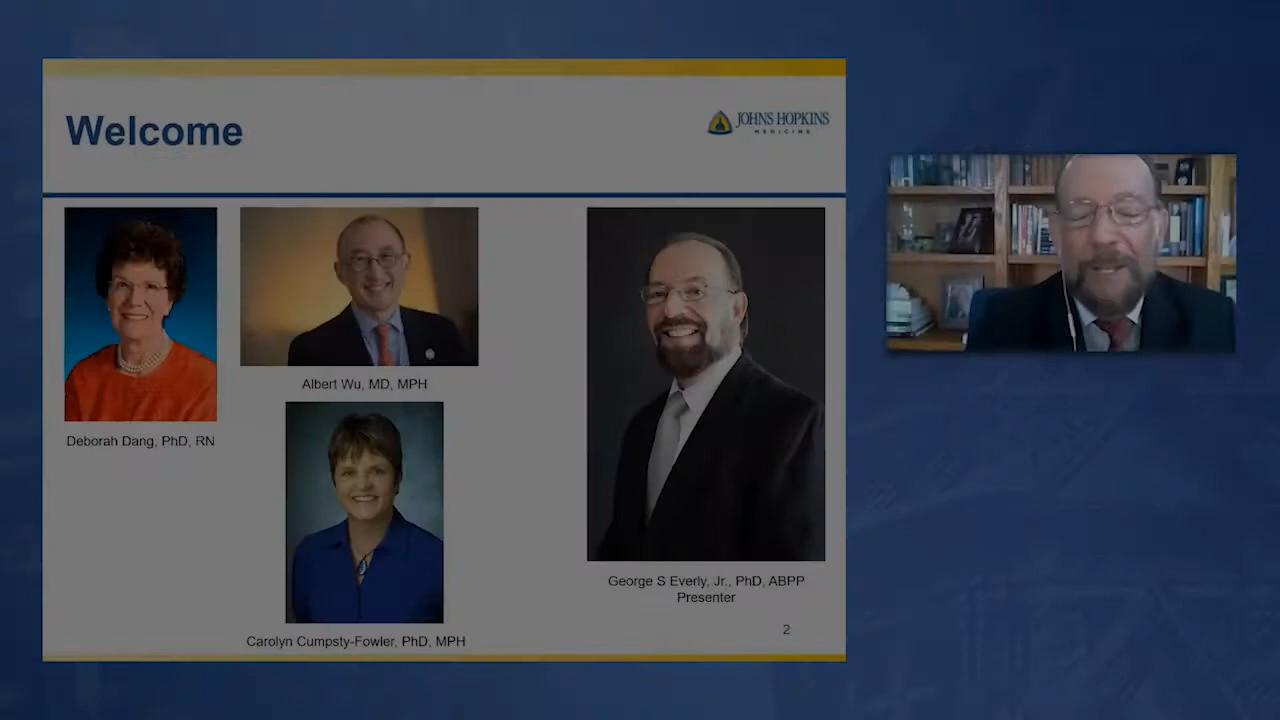 Welcome
JOHNS HOPKINS
MEDICINE
Albert Wu, MD, MPH
Deborah Dang, PhD, RN
George S Everly, Jr., PhD, ABPP
Presenter
Carolyn Cumpsty-Fowler, PhD, MPH
2